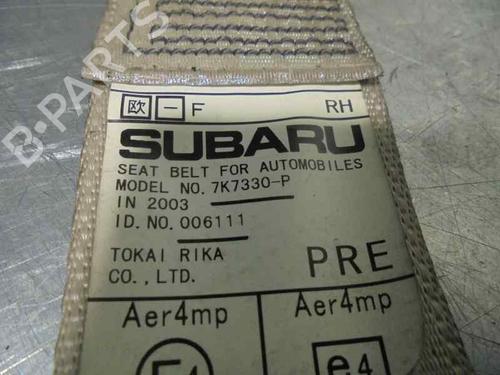 欧 一 F RH
SUBARU
SEAT BELT FOR AUTOMOBILES
MODEL NO. 7K7330-P
IN 2003
ID. NO. 006111
TOKAI RIKA
CO., LTD.
PRE
Aer4mp Aer4mp
E4 e4
B-PARTS